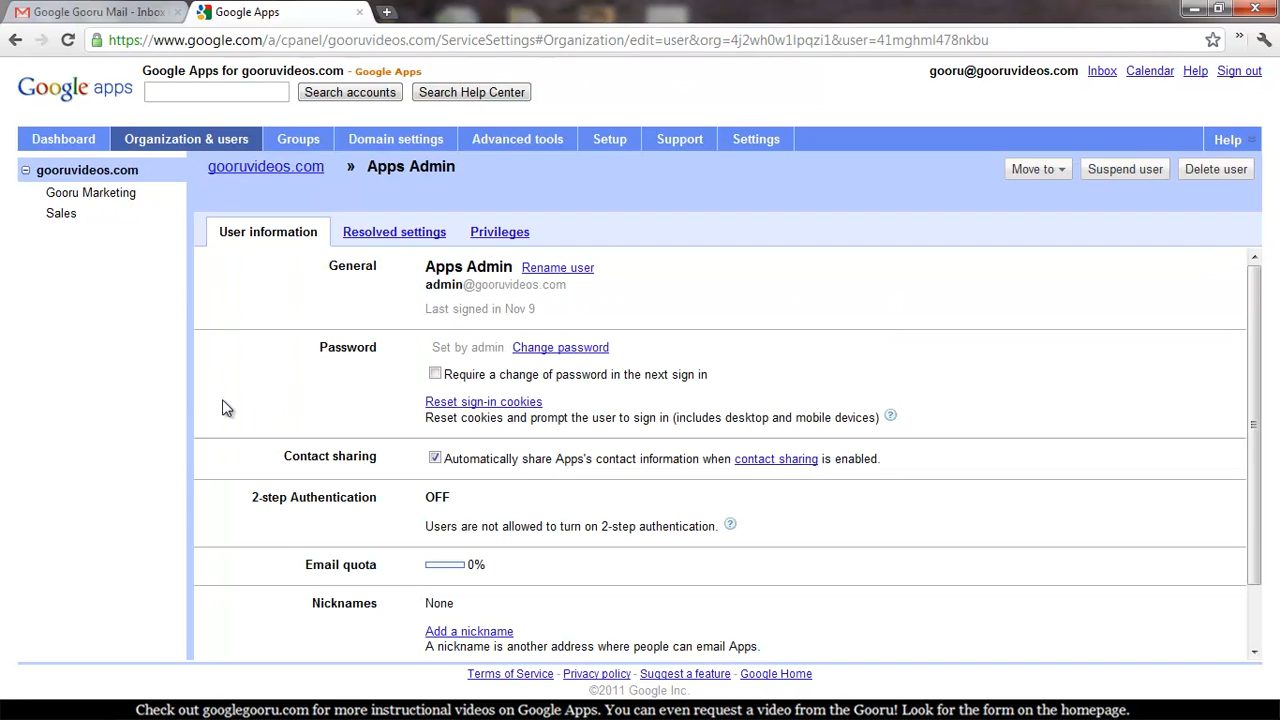 Google Gooru Mail - Inbox
Google Apps
https://www.google.com/a/cpanel/gooruvideos.com/ServiceSettings#Organization/edit=user&org=4j2wh0w1lpqzi1&user=41mghml478nkbu
Google apps
Google Apps for gooruvideos.com - Google Apps
gooru@gooruvideos.com Inbox Calendar Help Sign out
Search accounts Search Help Center
Dashboard Organization & users Groups Domain settings Advanced tools Setup Support Settings Help
gooruvideos.com
Gooru Marketing
Sales
gooruvideos.com » Apps Admin
Move to Suspend user Delete user
User information Resolved settings Privileges
General Apps Admin Rename user
admin@gooruvideos.com
Last signed in Nov 9
Password Set by admin Change password
Require a change of password in the next sign in
Reset sign-in cookies
Reset cookies and prompt the user to sign in (includes desktop and mobile devices) ?
Contact sharing Automatically share Apps's contact information when contact sharing is enabled.
2-step Authentication OFF
Users are not allowed to turn on 2-step authentication. ?
Email quota 0%
Nicknames None
Add a nickname
A nickname is another address where people can email Apps.
Terms of Service - Privacy policy - Suggest a feature - Google Home
©2011 Google Inc.
Check out googlegooru.com for more instructional videos on Google Apps. You can even request a video from the Gooru! Look for the form on the homepage.